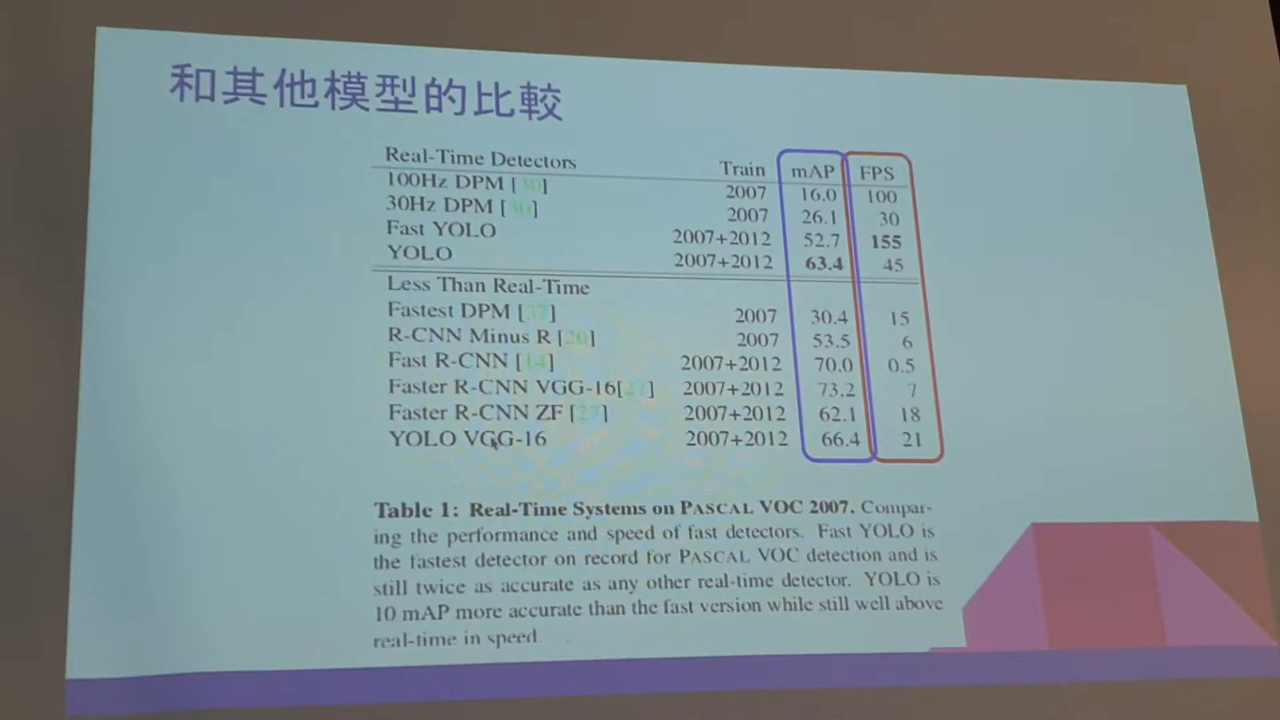 和其他模型的比較
Real-Time Detectors Train mAP FPS
100Hz DPM [30] 2007 16.0 100
30Hz DPM [30] 2007 26.1 30
Fast YOLO 2007+2012 52.7 155
YOLO 2007+2012 63.4 45
Less Than Real-Time
Fastest DPM [37] 2007 30.4 15
R-CNN Minus R [20] 2007 53.5 6
Fast R-CNN [14] 2007+2012 70.0 0.5
Faster R-CNN VGG-16[27] 2007+2012 73.2 7
Faster R-CNN ZF [27] 2007+2012 62.1 18
YOLO VGG-16 2007+2012 66.4 21
Table 1: Real-Time Systems on PASCAL VOC 2007. Compar-
ing the performance and speed of fast detectors. Fast YOLO is
the fastest detector on record for PASCAL VOC detection and is
still twice as accurate as any other real-time detector. YOLO is
10 mAP more accurate than the fast version while still well above
real-time in speed.